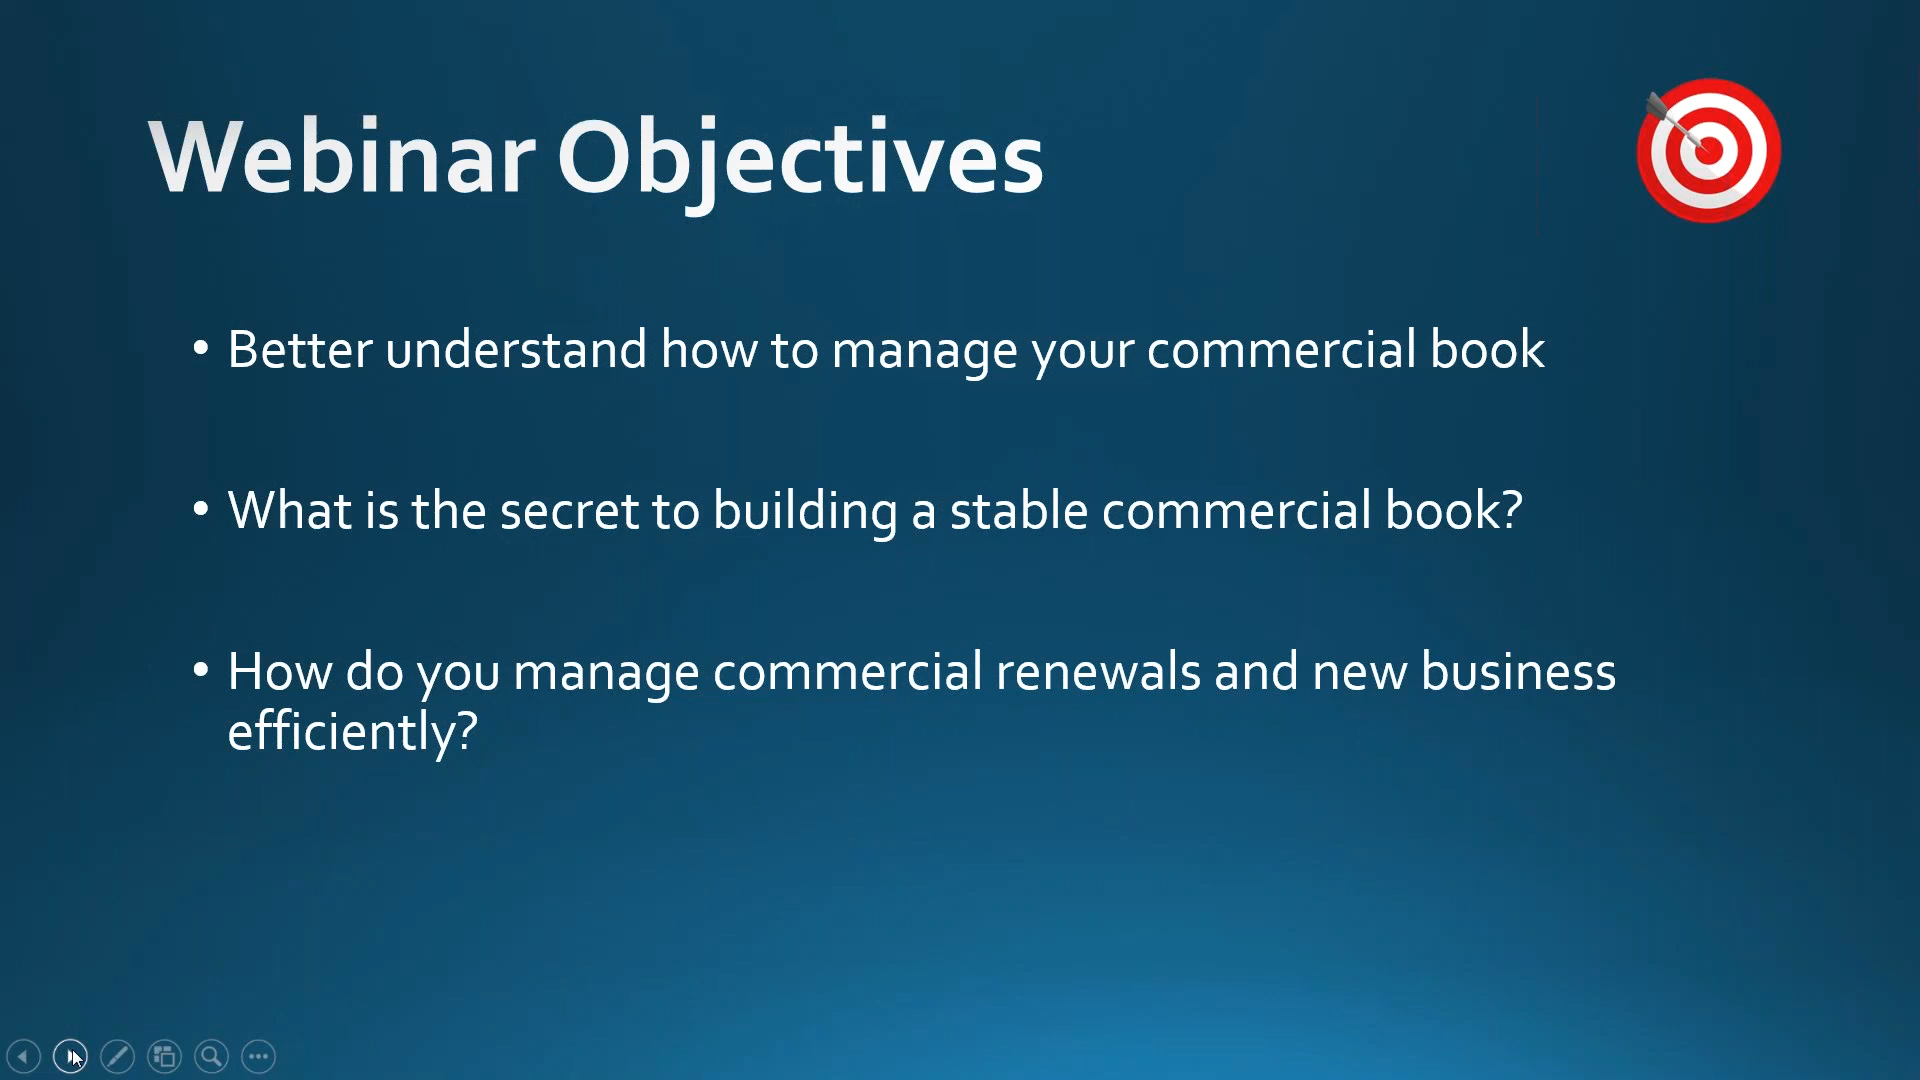 Webinar Objectives
• Better understand how to manage your commercial book
• What is the secret to building a stable commercial book?
• How do you manage commercial renewals and new business
efficiently?